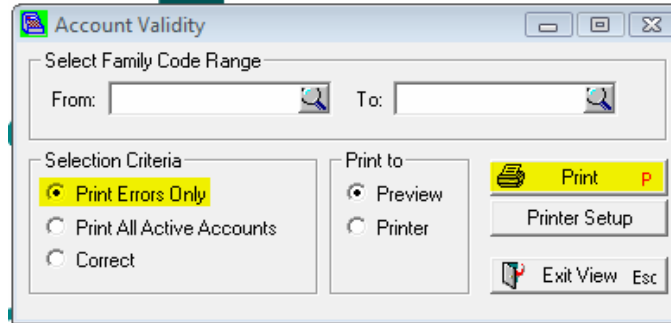 Account Validity
Select Family Code Range
From: To:
Selection Criteria
Print Errors Only
Print All Active Accounts
Correct
Print to
Preview
Printer
Print P
Printer Setup
Exit View Esc